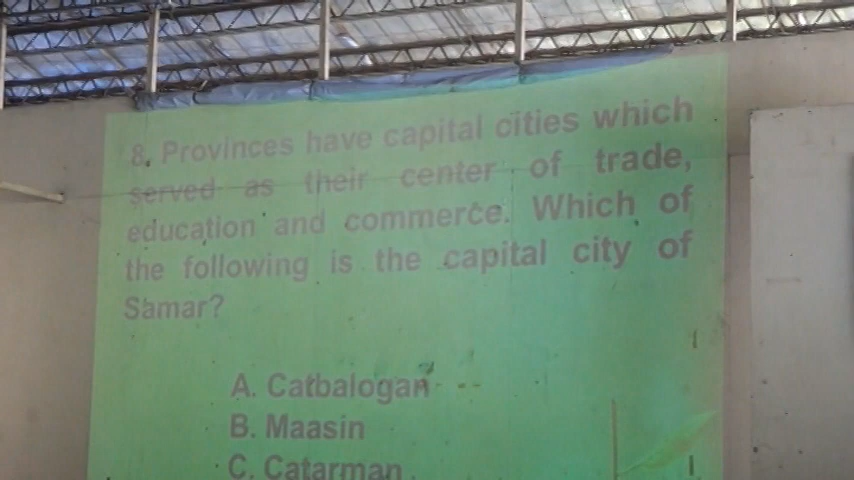 8. Provinces have capital cities which
served as their center of trade,
education and commerce. Which of
the following is the capital city of
Samar?
A. Catbalogan
B. Maasin
C. Catarman